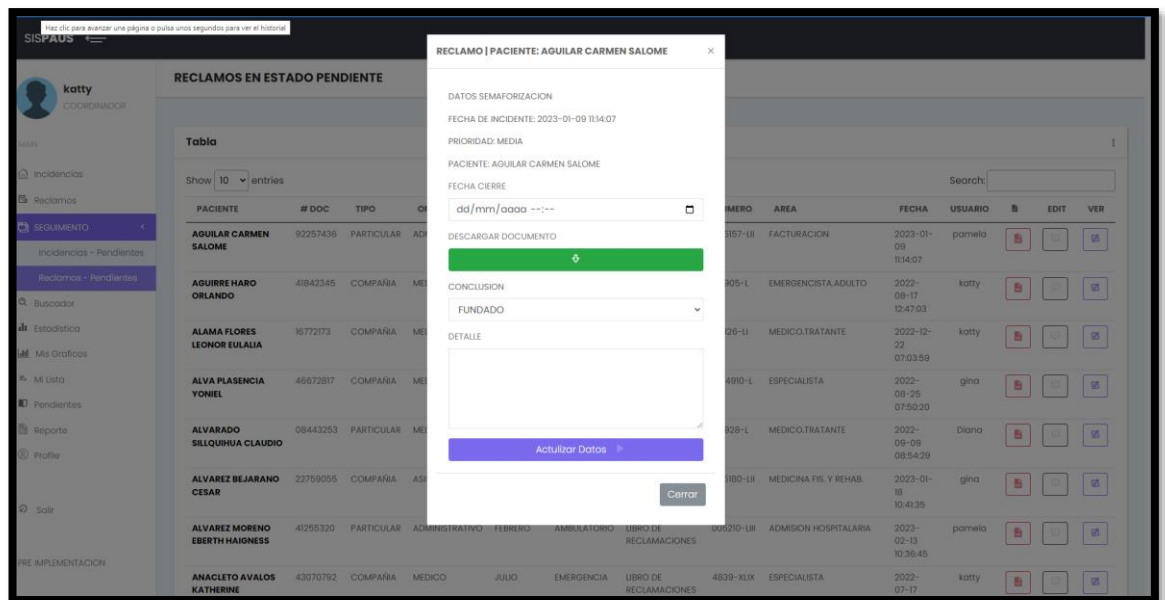 Haz clic para avanzar una página o pulsa unos segundos para ver el historial
SISPAUS
katty
COORDINADOR
Incidencias
Reclamos
SEGUIMIENTO
Incidencias - Pendientes
Reclamos - Pendientes
Buscador
Estadistica
Mis Graficos
Mi Lista
Pendientes
Reporte
Profile
Salir
PRE IMPLEMENTACION
RECLAMOS EN ESTADO PENDIENTE
Tabla
Show 10 entries
Search:
PACIENTE # DOC TIPO IMERO AREA FECHA USUARIO EDIT VER
AGUILAR CARMEN 92257436 PARTICULAR 5157-LII FACTURACION 2023-01- pamela
SALOME 09
11:14:07
AGUIRRE HARO 41842345 COMPAÑIA 905-L EMERGENCISTA.ADULTO 2022- katty
ORLANDO 08-17
12:47:03
ALAMA FLORES 16772173 COMPAÑIA 126-LI MEDICO.TRATANTE 2022-12- katty
LEONOR EULALIA 22
07:03:59
ALVA PLASENCIA 46672817 COMPAÑIA 4910-L ESPECIALISTA 2022- gina
YONIEL 08-25
07:50:20
ALVARADO 08443253 PARTICULAR 928-L MEDICO.TRATANTE 2022- Diana
SILLQUIHUA CLAUDIO 09-09
08:54:29
ALVAREZ BEJARANO 22759055 COMPAÑIA 5180-LII MEDICINA FIS. Y REHAB. 2023-01- gina
CESAR 18
10:41:35
ALVAREZ MORENO 41255320 PARTICULAR ADMINISTRATIVO FEBRERO AMBULATORIO LIBRO DE 005210-LIII ADMISION HOSPITALARIA 2023- pamela
EBERTH HAIGNESS RECLAMACIONES 02-13
10:36:45
ANACLETO AVALOS 43070792 COMPAÑIA MEDICO JULIO EMERGENCIA LIBRO DE 4839-XLIX ESPECIALISTA 2022- katty
KATHERINE RECLAMACIONES 07-17
RECLAMO | PACIENTE: AGUILAR CARMEN SALOME ×
DATOS SEMAFORIZACION
FECHA DE INCIDENTE: 2023-01-09 11:14:07
PRIORIDAD: MEDIA
PACIENTE: AGUILAR CARMEN SALOME
FECHA CIERRE
dd/mm/aaaa --:--
DESCARGAR DOCUMENTO
CONCLUSION
FUNDADO
DETALLE
Actulizar Datos
Cerrar